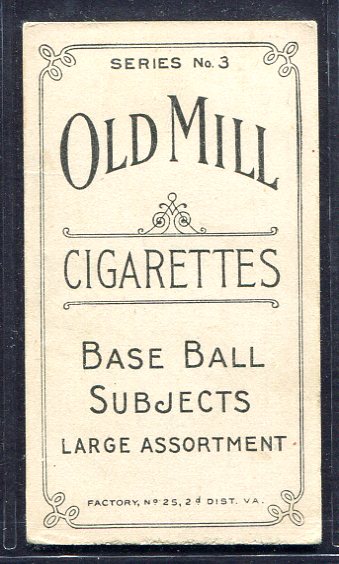 SERIES No. 3
OLD MILL
CIGARETTES
BASE BALL
SUBJECTS
LARGE ASSORTMENT
FACTORY, Nº 25, 2d DIST. VA.